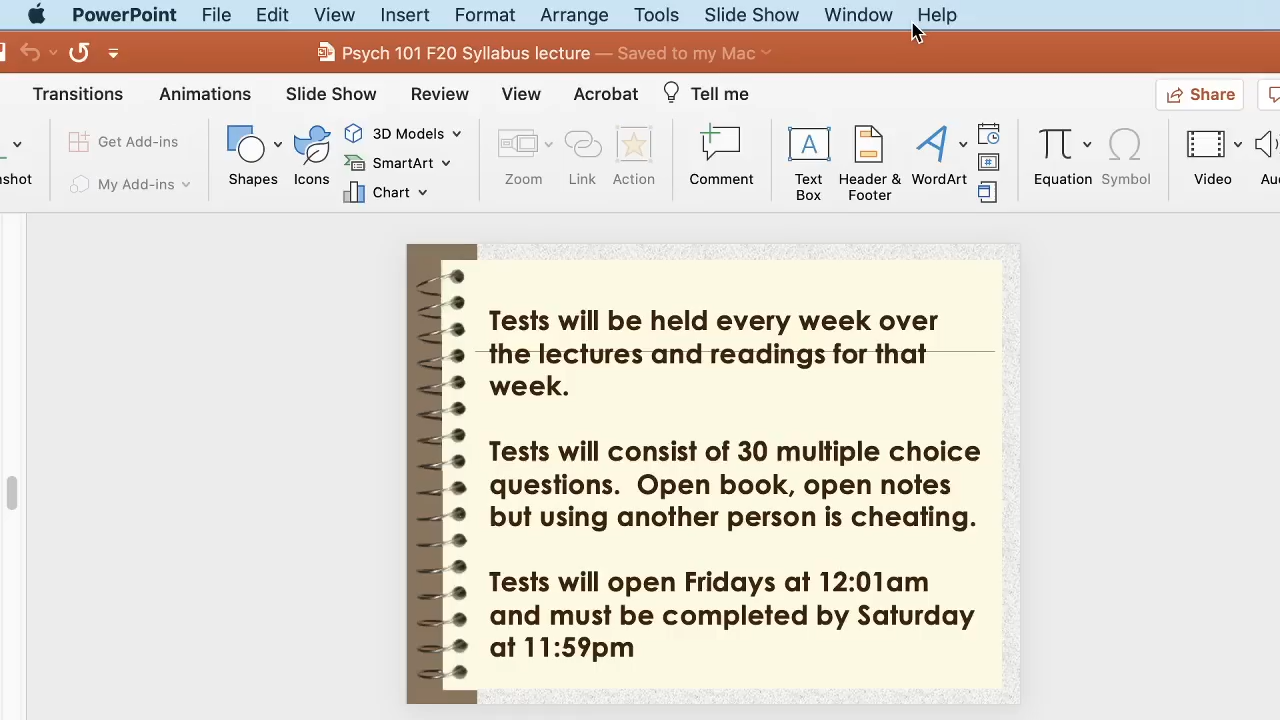 PowerPoint File Edit View Insert Format Arrange Tools Slide Show Window Help
Psych 101 F20 Syllabus lecture — Saved to my Mac
Transitions Animations Slide Show Review View Acrobat Tell me Share
Get Add-ins
My Add-ins
Shapes
Icons
3D Models
SmartArt
Chart
Zoom
Link
Action
Comment
Text
Box
Header &
Footer
WordArt
Equation
Symbol
Video
Tests will be held every week over
the lectures and readings for that
week.
Tests will consist of 30 multiple choice
questions.  Open book, open notes
but using another person is cheating.
Tests will open Fridays at 12:01am
and must be completed by Saturday
at 11:59pm